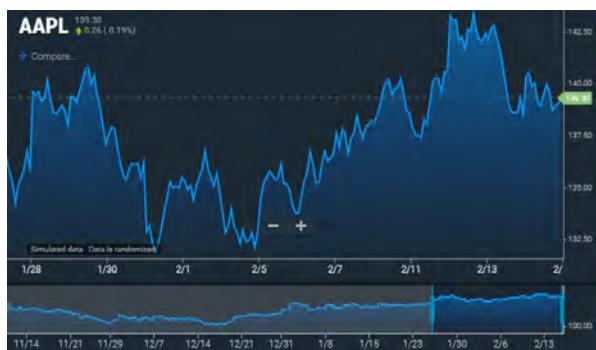 AAPL 139.30
0.26 (0.19%)
Compare...
142.50
140.00
139.30
137.50
135.00
132.50
Simulated data Data is randomized
1/28 1/30 2/1 2/5 2/7 2/11 2/13 2/
100.00
11/14 11/21 11/29 12/7 12/14 12/21 12/31 1/8 1/16 1/23 1/30 2/6 2/13